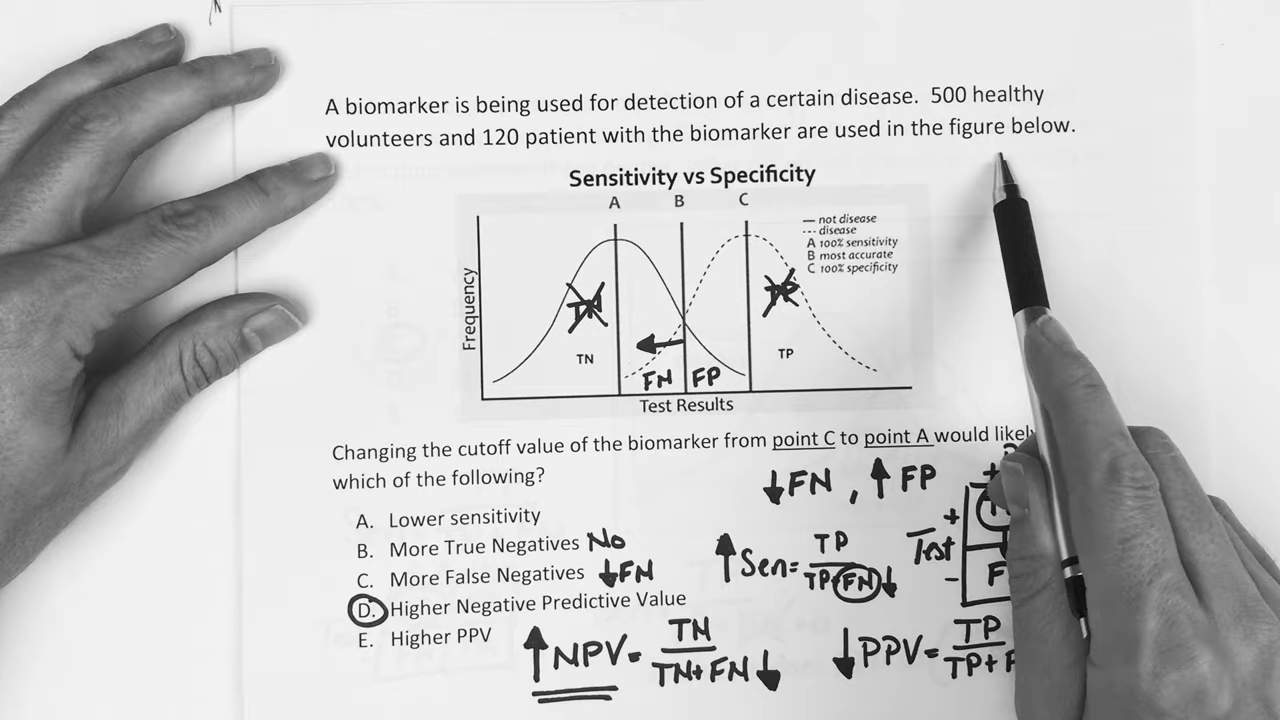 A biomarker is being used for detection of a certain disease.  500 healthy
volunteers and 120 patient with the biomarker are used in the figure below.
Sensitivity vs Specificity
A B C
— not disease
--- disease
A 100% sensitivity
B most accurate
C 100% specificity
Frequency
TN
TP
FN FP
Test Results
Changing the cutoff value of the biomarker from point C to point A would likely
which of the following?
↓FN , ↑FP
A. Lower sensitivity
B. More True Negatives No
C. More False Negatives ↓FN
D. Higher Negative Predictive Value
E. Higher PPV
↑Sen= TP
TP+FN↓
Test + -
+
↑NPV= TN
TN+FN↓
↓PPV= TP
TP+F